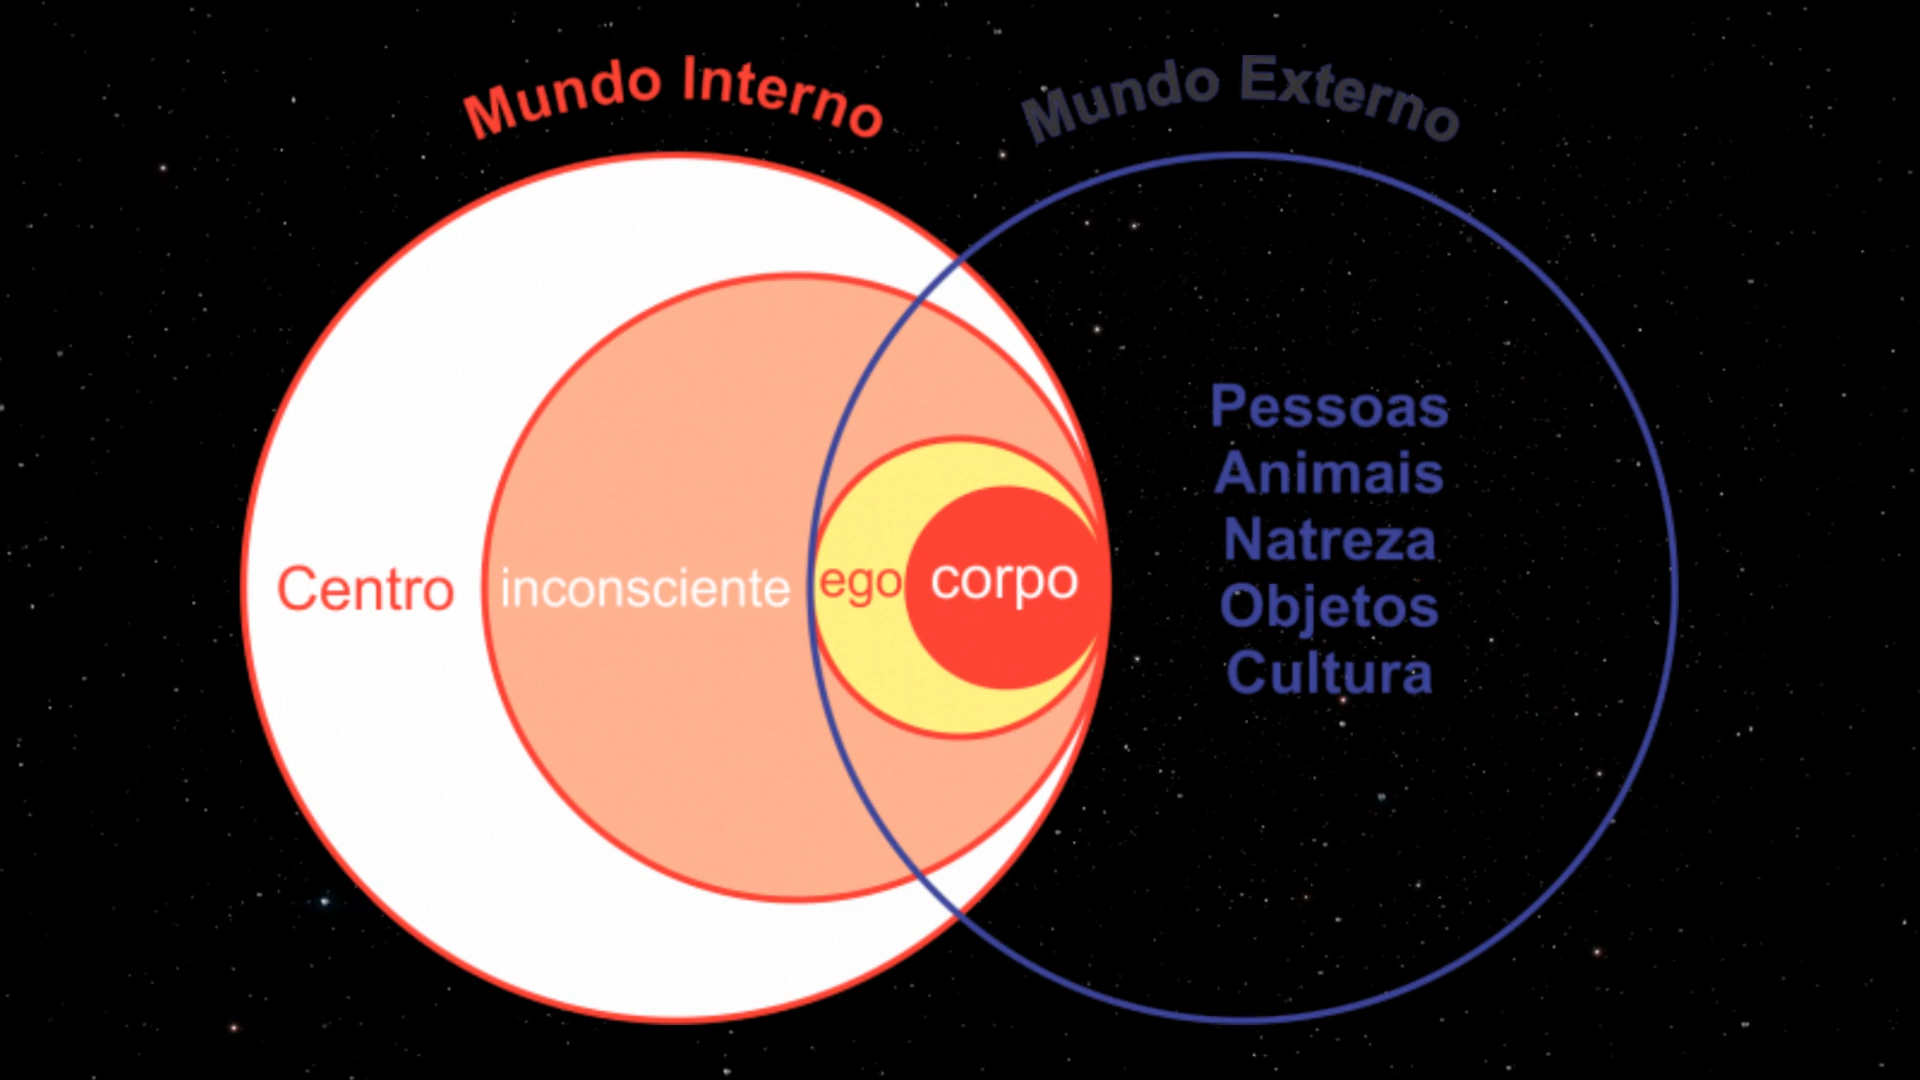 Mundo Interno
Mundo Externo
Centro
inconsciente
ego
corpo
Pessoas
Animais
Natreza
Objetos
Cultura